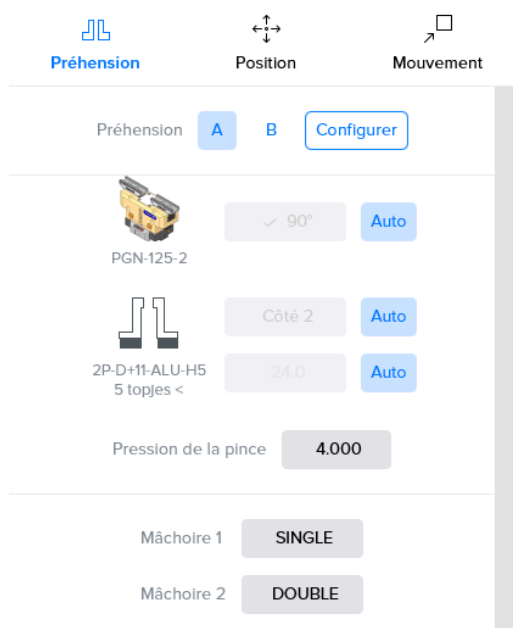 Préhension
Position
Mouvement
Préhension A B Configurer
90° Auto
PGN-125-2
Côté 2 Auto
2P-D+11-ALU-H5
5 topjes <
24.0 Auto
Pression de la pince 4.000
Mâchoire 1 SINGLE
Mâchoire 2 DOUBLE